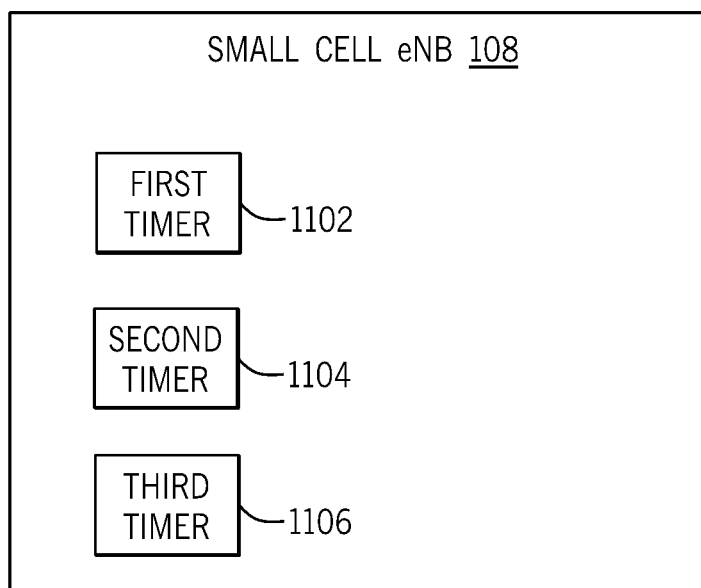 SMALL CELL eNB 108
FIRST
TIMER
1102
SECOND
TIMER
1104
THIRD
TIMER
1106